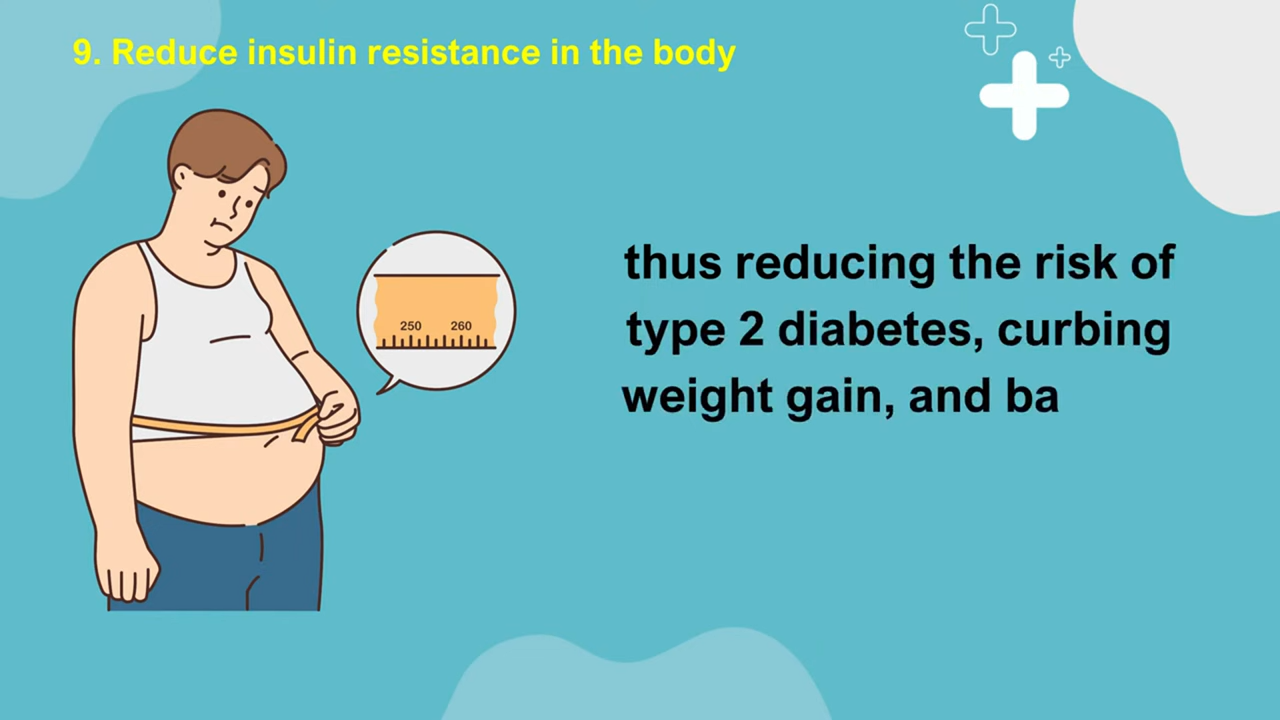 9. Reduce insulin resistance in the body
250 260
thus reducing the risk of
type 2 diabetes, curbing
weight gain, and ba